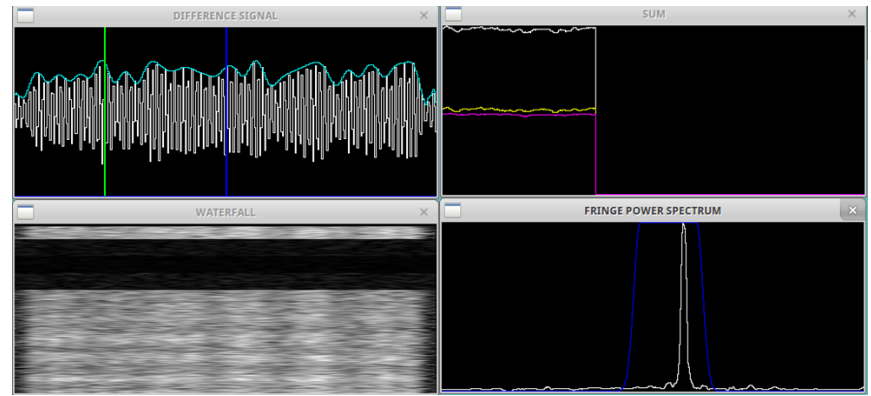 DIFFERENCE SIGNAL
SUM
WATERFALL
FRINGE POWER SPECTRUM